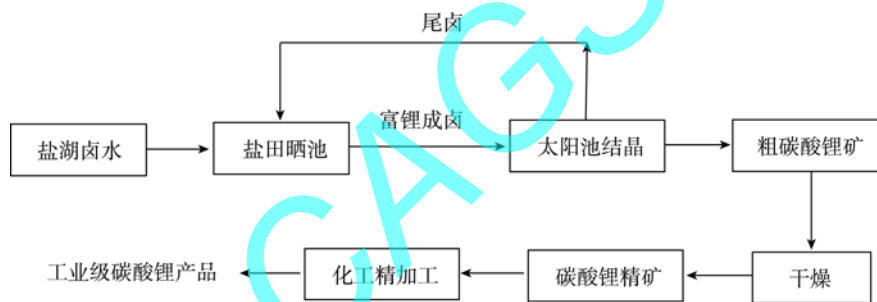 尾卤
富锂成卤
盐湖卤水
盐田晒池
太阳池结晶
粗碳酸锂矿
工业级碳酸锂产品
化工精加工
碳酸锂精矿
干燥
CAGS